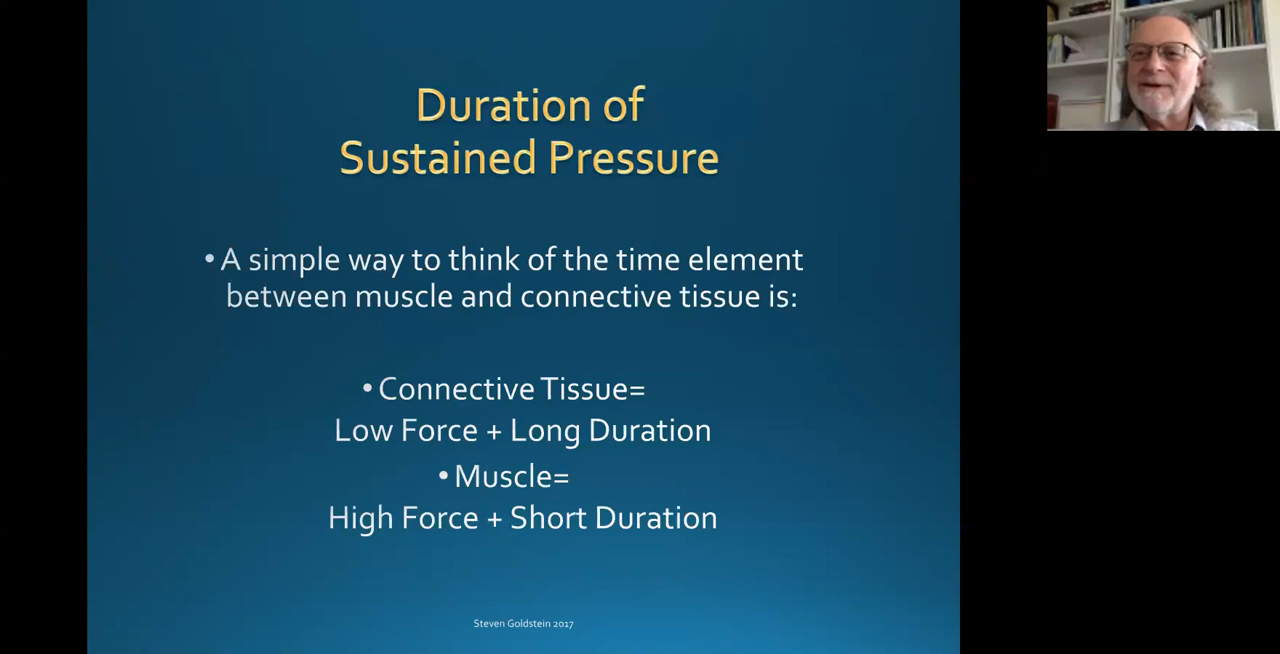 Duration of
Sustained Pressure
• A simple way to think of the time element
between muscle and connective tissue is:
• Connective Tissue=
Low Force + Long Duration
• Muscle=
High Force + Short Duration
Steven Goldstein 2017